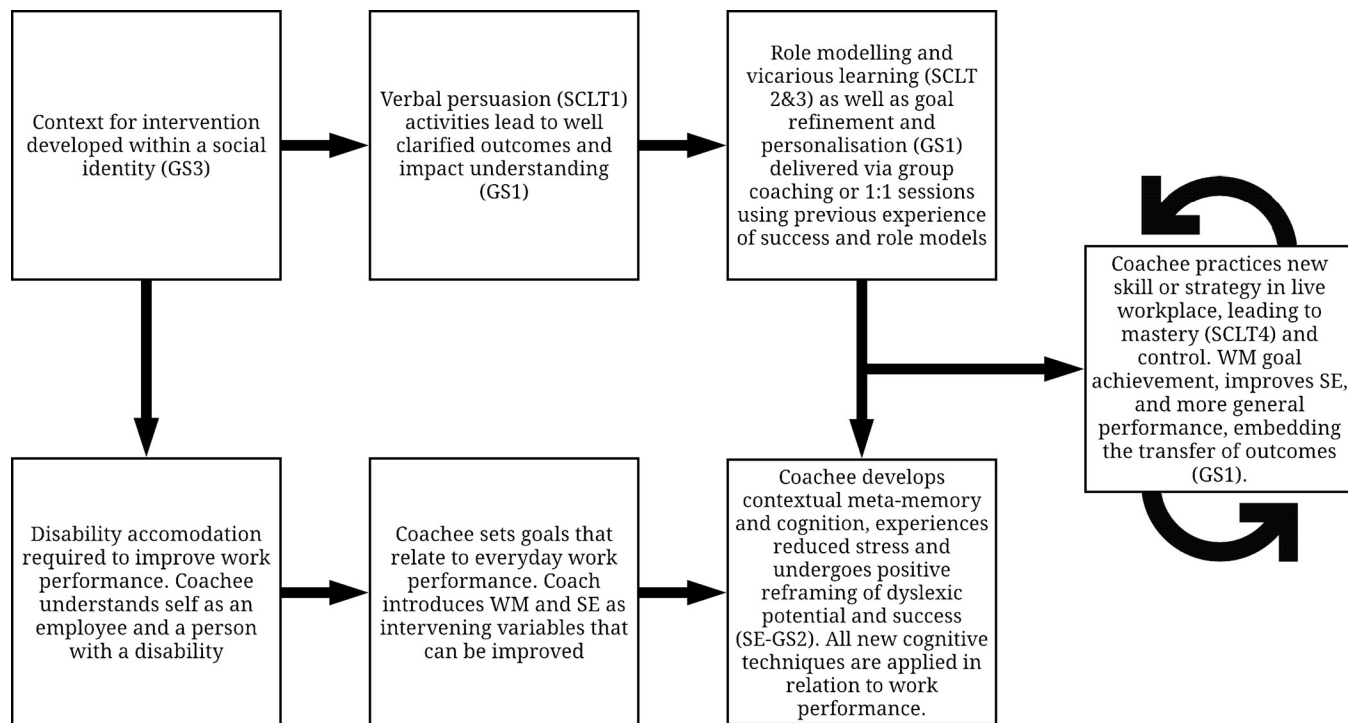 Context for intervention
developed within a social
identity (GS3)
Verbal persuasion (SCLT1)
activities lead to well
clarified outcomes and
impact understanding
(GS1)
Role modelling and
vicarious learning (SCLT
2&3) as well as goal
refinement and
personalisation (GS1)
delivered via group
coaching or 1:1 sessions
using previous experience
of success and role models
Coachee practices new
skill or strategy in live
workplace, leading to
mastery (SCLT4) and
control. WM goal
achievement, improves SE,
and more general
performance, embedding
the transfer of outcomes
(GS1).
Disability accomodation
required to improve work
performance. Coachee
understands self as an
employee and a person
with a disability
Coachee sets goals that
relate to everyday work
performance. Coach
introduces WM and SE as
intervening variables that
can be improved
Coachee develops
contextual meta-memory
and cognition, experiences
reduced stress and
undergoes positive
reframing of dyslexic
potential and success
(SE-GS2). All new cognitive
techniques are applied in
relation to work
performance.